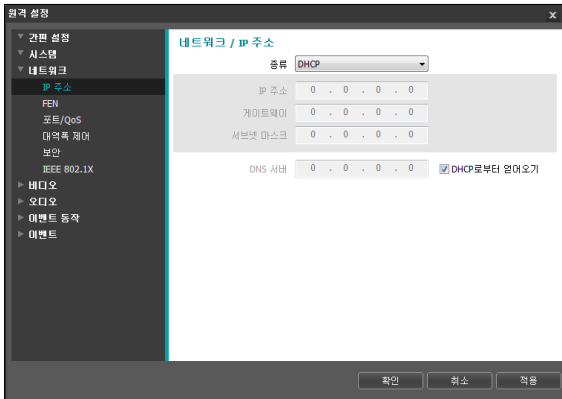 원격 설정 x
간편 설정
시스템
네트워크
IP 주소
FEN
포트/QoS
대역폭 제어
보안
IEEE 802.1X
비디오
오디오
이벤트 동작
이벤트
네트워크 / IP 주소
종류 DHCP
IP 주소 0 . 0 . 0 . 0
게이트웨이 0 . 0 . 0 . 0
서브넷 마스크 0 . 0 . 0 . 0
DNS 서버 0 . 0 . 0 . 0 DHCP로부터 얻어오기
확인 취소 적용